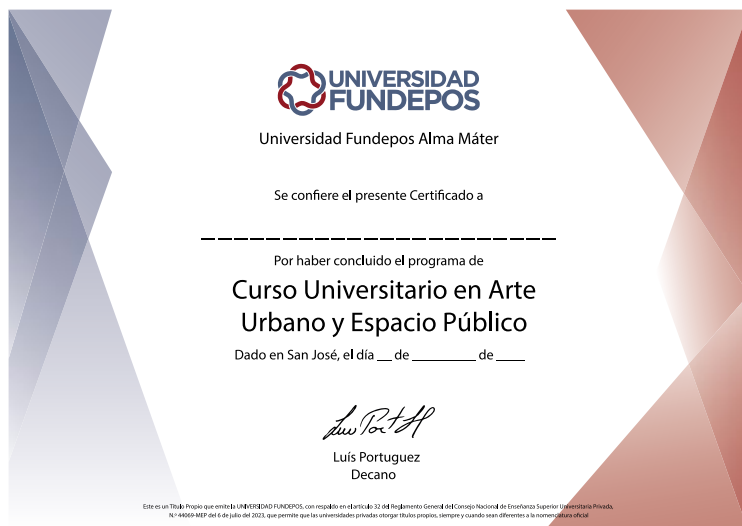 UNIVERSIDAD
FUNDEPOS
Universidad Fundepos Alma Máter
Se confiere el presente Certificado a
Por haber concluido el programa de
Curso Universitario en Arte
Urbano y Espacio Público
Dado en San José, el día __ de ________ de ____
Luís Portuguez
Decano
Este es un Título Propio que emite la UNIVERSIDAD FUNDEPOS, con respaldo en el artículo 32 del Reglamento General del Consejo Nacional de Enseñanza Superior Universitaria Privada,
N.º 44069-MEP del 6 de julio del 2023, que permite que las universidades privadas otorgar títulos propios, siempre y cuando sean diferentes a la nomenclatura oficial